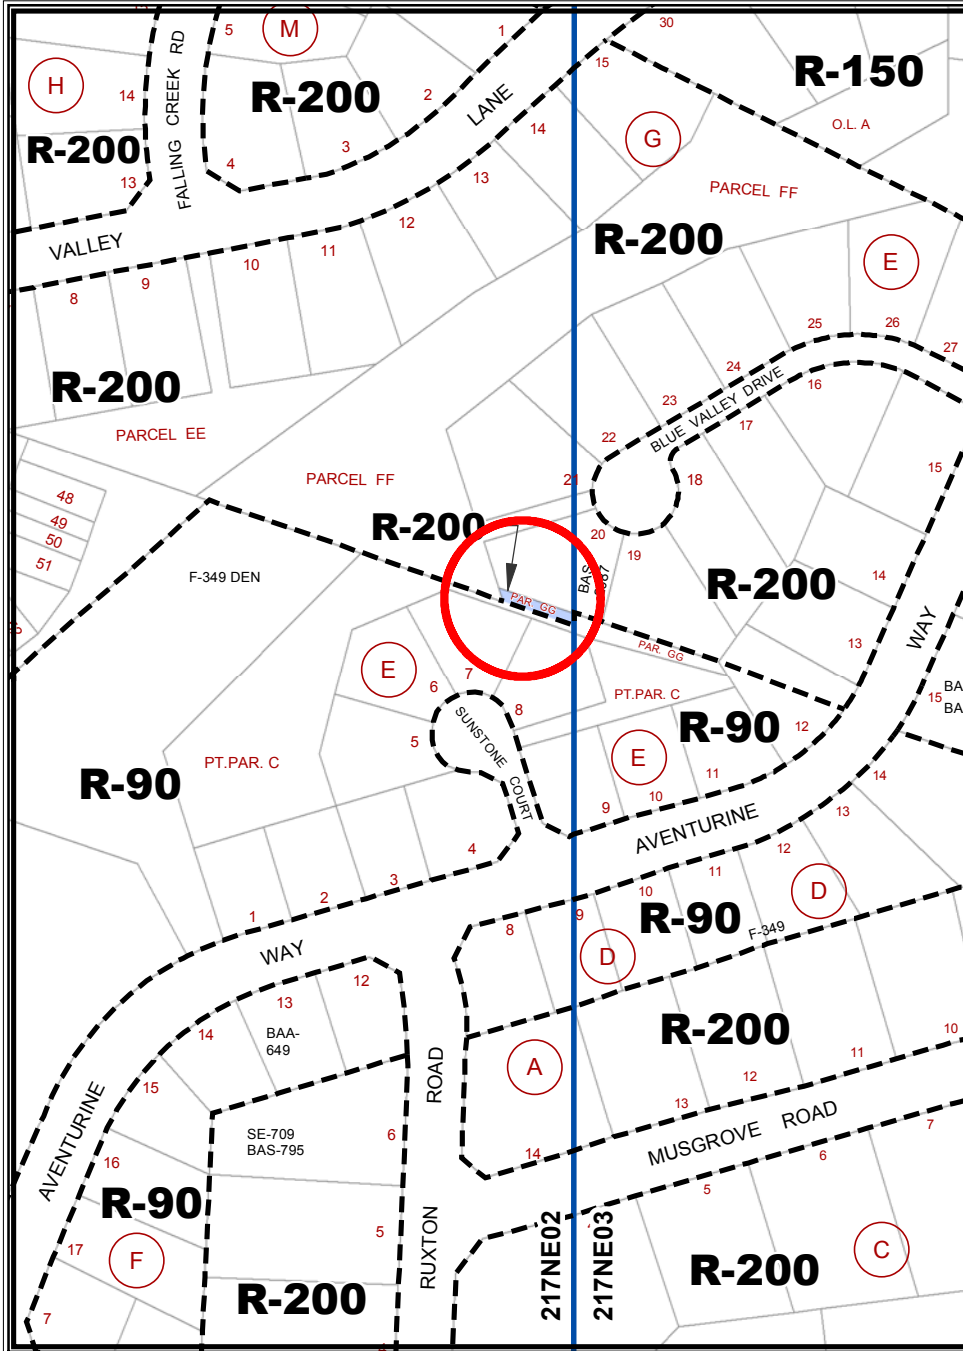 30
5
M
1
15
R-150
H
14
FALLING CREEK RD
R-200
2
LANE
14
G
O.L. A
R-200
3
13
4
13
PARCEL FF
VALLEY
12
R-200
11
10
E
9
8
25
26
27
24
16
R-200
23
BLUE VALLEY DRIVE
17
PARCEL EE
22
15
PARCEL FF
21
18
48
49
50
51
R-200
20
19
F-349 DEN
BAS-
R-200
14
PAR. GG
WAY
PAR. GG
13
E
7
6
8
PT.PAR. C
15
BA
BA
SUNSTONE COURT
5
R-90
12
PT.PAR. C
E
11
14
R-90
10
9
13
AVENTURINE
4
12
3
11
2
10
D
1
9
R-90
8
F-349
WAY
D
12
13
14
BAA-
649
R-200
10
11
ROAD
A
12
15
13
MUSGROVE ROAD
AVENTURINE
SE-709
BAS-795
6
7
14
16
6
5
R-90
RUXTON
5
217NE02
217NE03
17
F
C
R-200
R-200
7